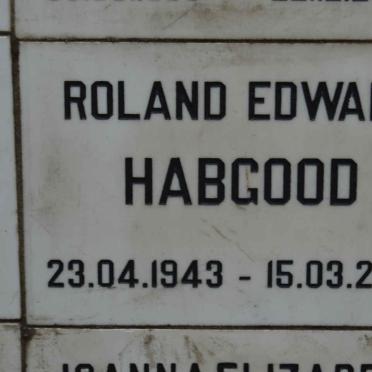 ROLAND EDWA
HABGOOD
23.04.1943 - 15.03.2